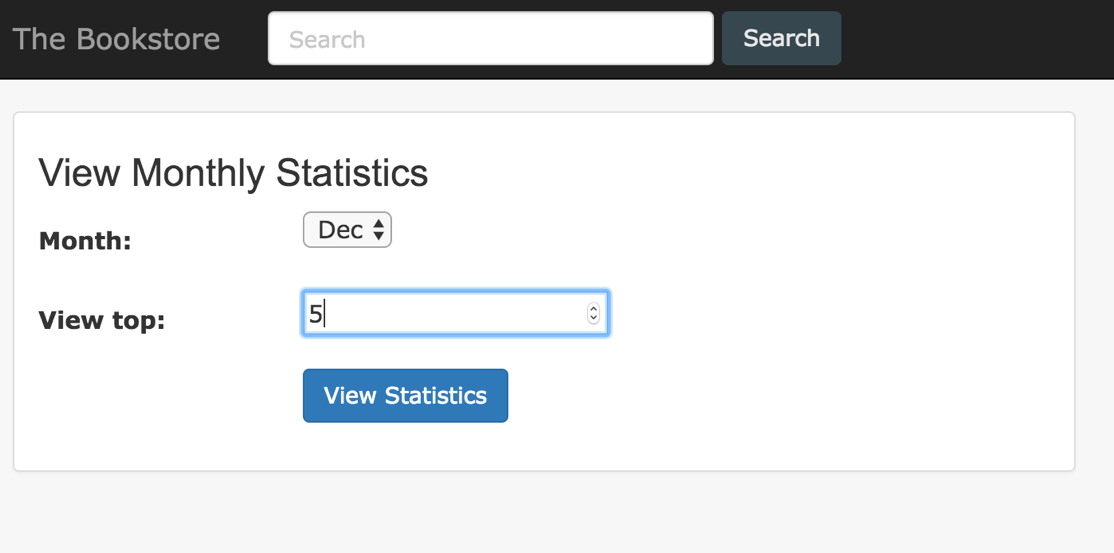 The Bookstore
Search
Search
View Monthly Statistics
Month:
Dec
View top:
5
View Statistics